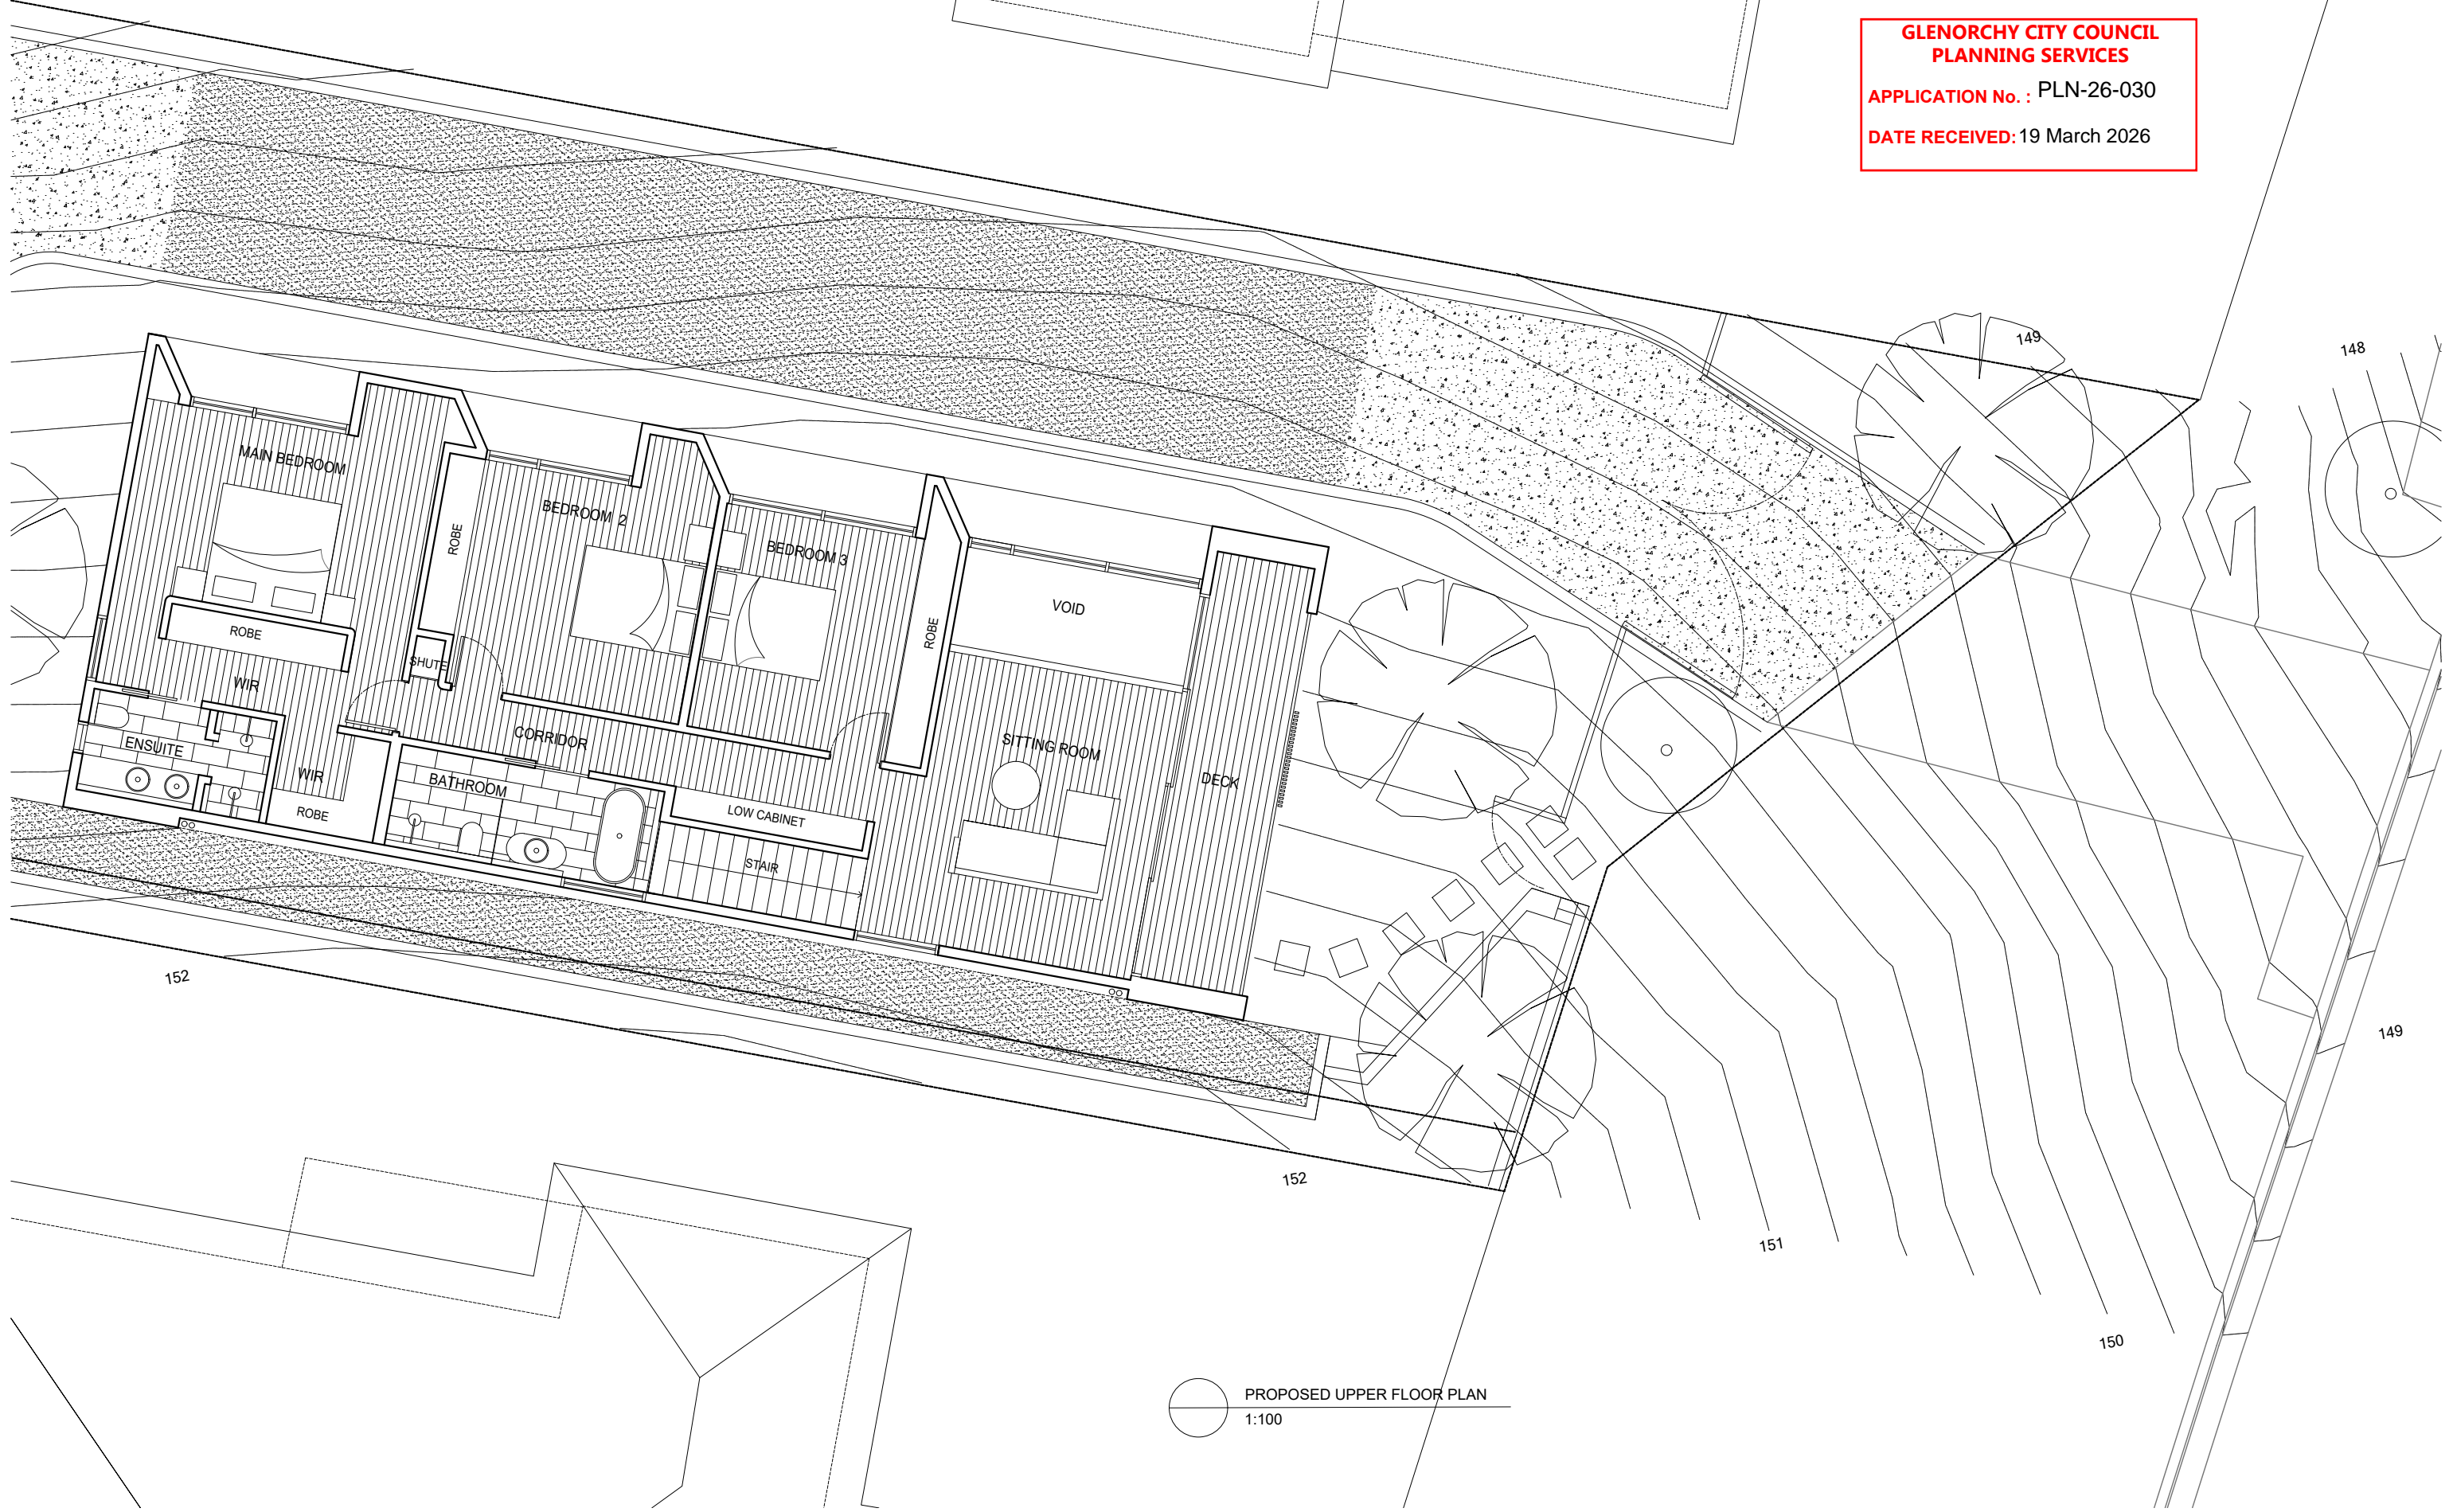 GLENORCHY CITY COUNCIL
PLANNING SERVICES
APPLICATION No. : PLN-26-030
DATE RECEIVED: 19 March 2026
149
148
MAIN BEDROOM
ROBE
BEDROOM 2
BEDROOM 3
VOID
ROBE
ROBE
SHUTE
WIR
ENSUITE
CORRIDOR
SITTING ROOM
WIR
BATHROOM
DECK
ROBE
LOW CABINET
STAIR
152
149
152
151
150
PROPOSED UPPER FLOOR PLAN
1:100